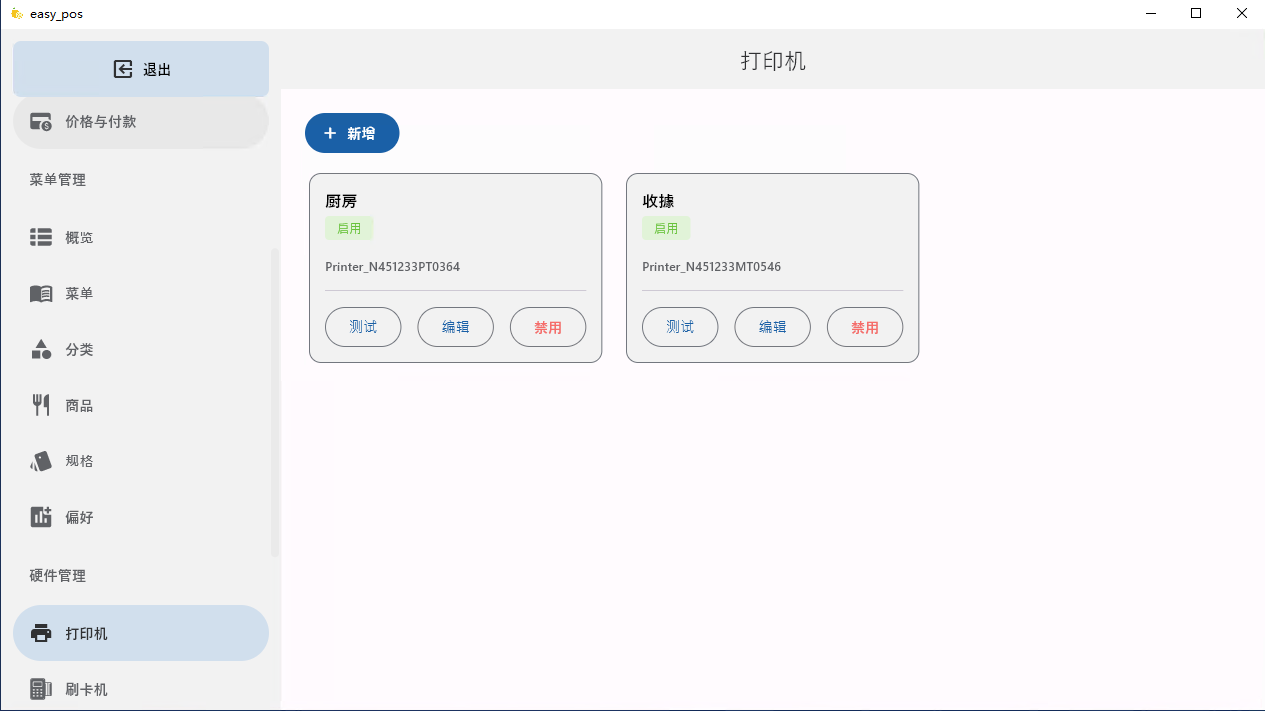 easy_pos
退出
价格与付款
菜单管理
概览
菜单
分类
商品
规格
偏好
硬件管理
打印机
刷卡机
打印机
+ 新增
厨房
启用
Printer_N451233PT0364
测试 编辑 禁用
收據
启用
Printer_N451233MT0546
测试 编辑 禁用